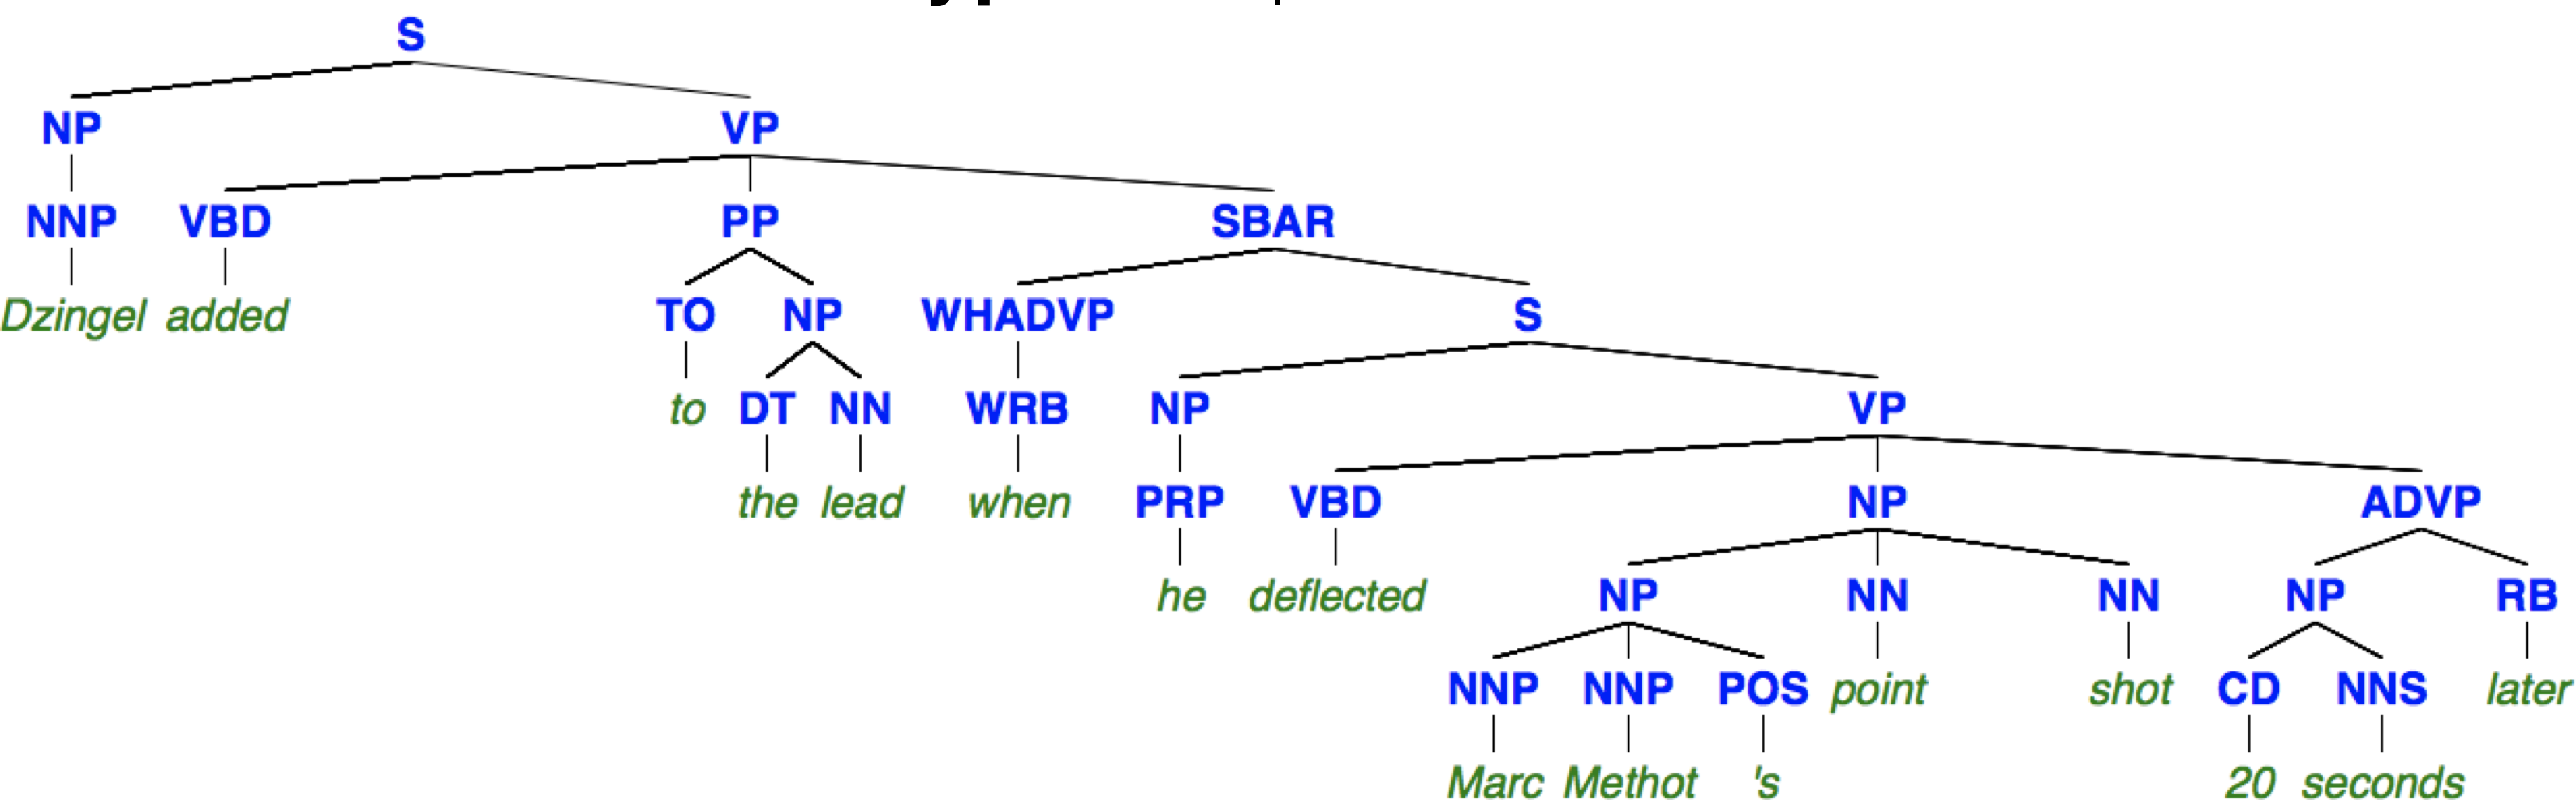 S
NP VP
NNP VBD PP SBAR
Dzingel added TO NP WHADVP S
to DT NN WRB NP VP
the lead when PRP VBD NP ADVP
he deflected NP NN NN NP RB
NNP NNP POS point shot CD NNS later
Marc Methot 's 20 seconds